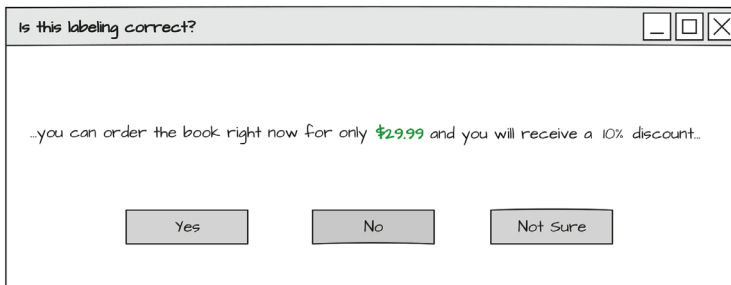 Is this labeling correct?
...you can order the book right now for only $29.99 and you will receive a 10% discount...
Yes No Not Sure